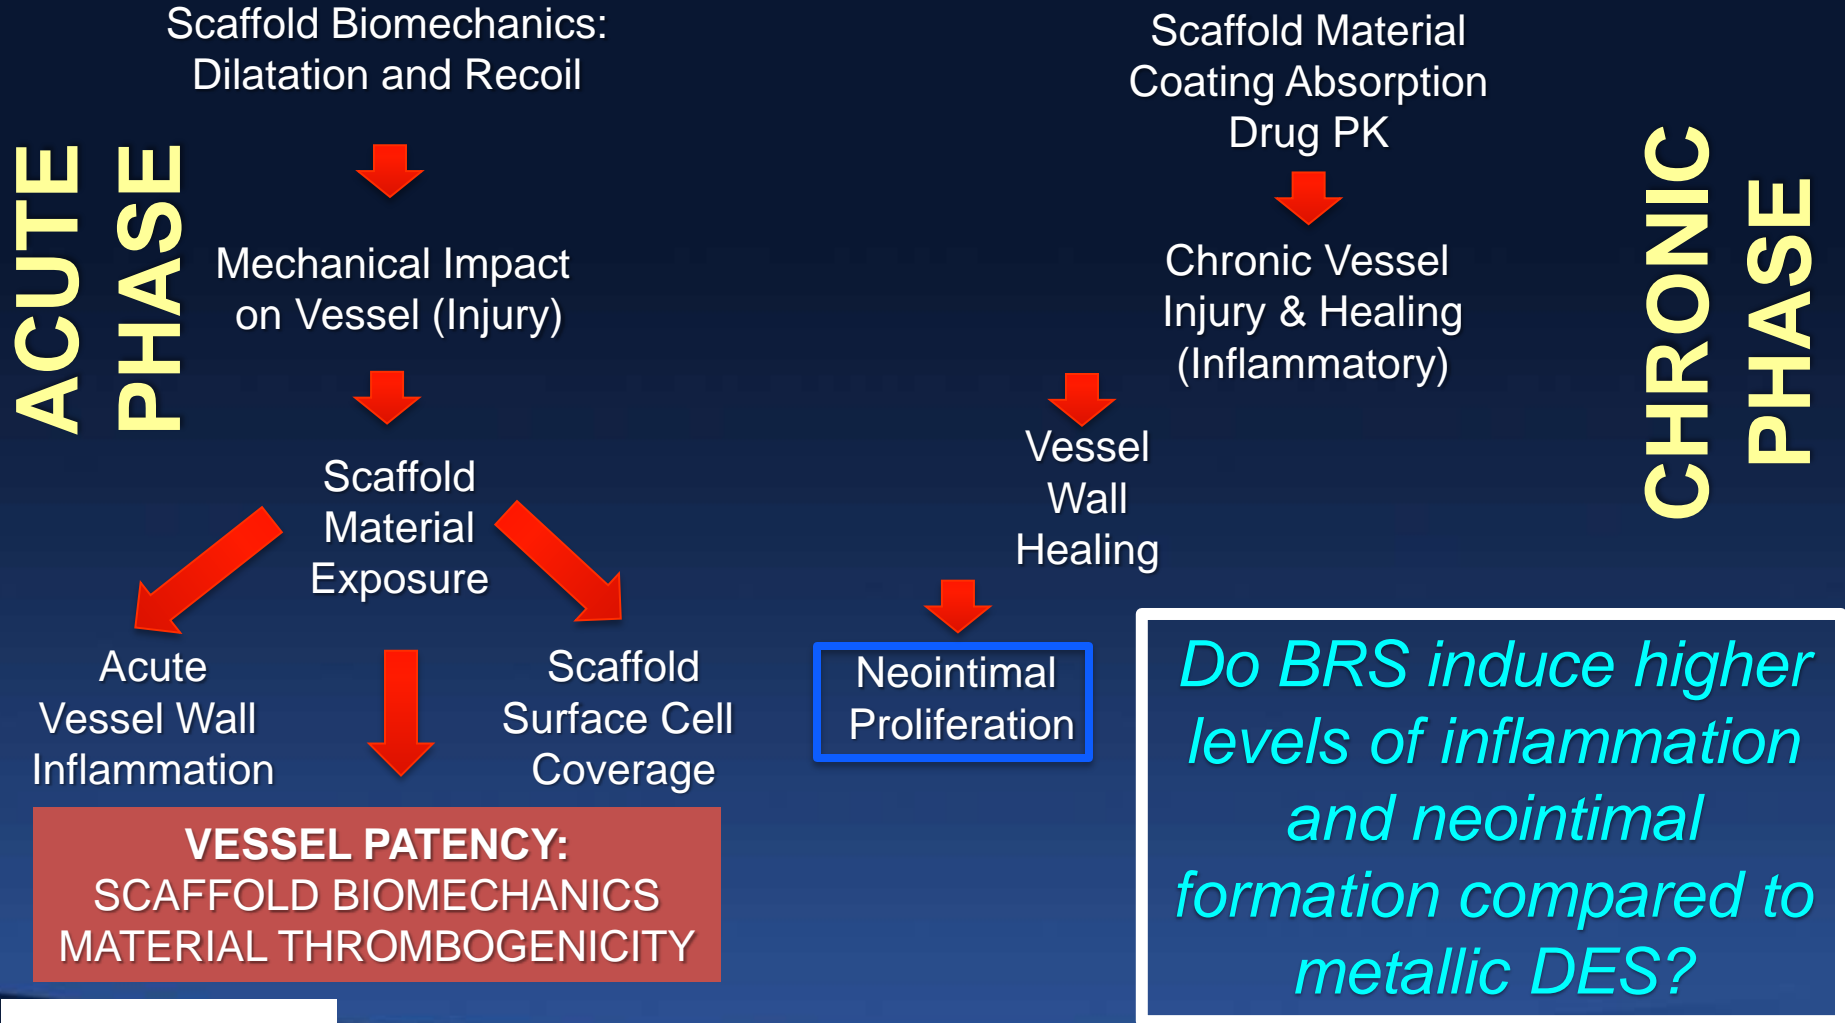 Scaffold Biomechanics:
Dilatation and Recoil
ACUTE
PHASE
Mechanical Impact
on Vessel (Injury)
Scaffold
Material
Exposure
Acute
Vessel Wall
Inflammation
Scaffold
Surface Cell
Coverage
VESSEL PATENCY:
SCAFFOLD BIOMECHANICS
MATERIAL THROMBOGENICITY
Scaffold Material
Coating Absorption
Drug PK
CHRONIC
PHASE
Chronic Vessel
Injury & Healing
(Inflammatory)
Vessel
Wall
Healing
Neointimal
Proliferation
Do BRS induce higher
levels of inflammation
and neointimal
formation compared to
metallic DES?